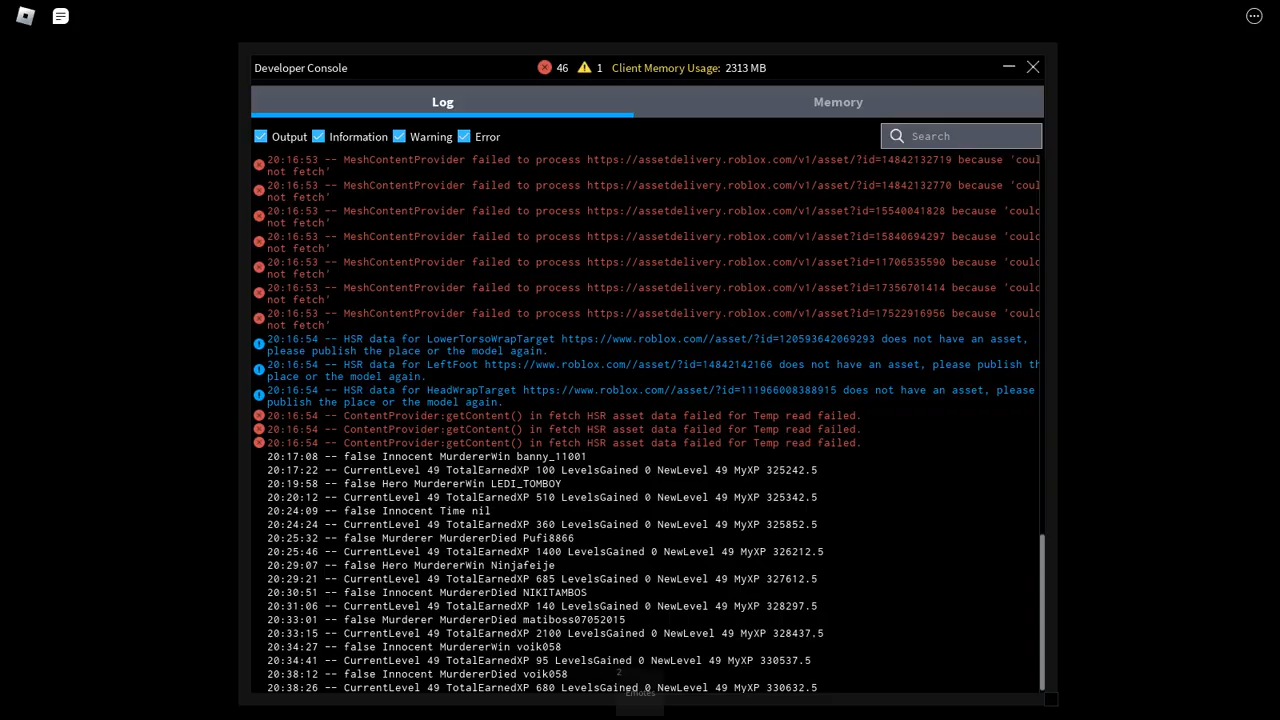 Developer Console
46
1
Client Memory Usage: 2313 MB
Log
Memory
Output
Information
Warning
Error
Search
20:16:53 -- MeshContentProvider failed to process https://assetdelivery.roblox.com/v1/asset/?id=14842132719 because 'coul
not fetch'
20:16:53 -- MeshContentProvider failed to process https://assetdelivery.roblox.com/v1/asset/?id=14842132770 because 'coul
not fetch'
20:16:53 -- MeshContentProvider failed to process https://assetdelivery.roblox.com/v1/asset?id=15540041828 because 'could
not fetch'
20:16:53 -- MeshContentProvider failed to process https://assetdelivery.roblox.com/v1/asset?id=15840694297 because 'could
not fetch'
20:16:53 -- MeshContentProvider failed to process https://assetdelivery.roblox.com/v1/asset?id=11706535590 because 'could
not fetch'
20:16:53 -- MeshContentProvider failed to process https://assetdelivery.roblox.com/v1/asset?id=17356701414 because 'could
not fetch'
20:16:53 -- MeshContentProvider failed to process https://assetdelivery.roblox.com/v1/asset?id=17522916956 because 'could
not fetch'
20:16:54 -- HSR data for LowerTorsoWrapTarget https://www.roblox.com//asset/?id=120593642069293 does not have an asset,
please publish the place or the model again.
20:16:54 -- HSR data for LeftFoot https://www.roblox.com//asset/?id=14842142166 does not have an asset, please publish th
place or the model again.
20:16:54 -- HSR data for HeadWrapTarget https://www.roblox.com//asset/?id=111966008388915 does not have an asset, please
publish the place or the model again.
20:16:54 -- ContentProvider:getContent() in fetch HSR asset data failed for Temp read failed.
20:16:54 -- ContentProvider:getContent() in fetch HSR asset data failed for Temp read failed.
20:16:54 -- ContentProvider:getContent() in fetch HSR asset data failed for Temp read failed.
20:17:08 -- false Innocent MurdererWin banny_11001
20:17:22 -- CurrentLevel 49 TotalEarnedXP 100 LevelsGained 0 NewLevel 49 MyXP 325242.5
20:19:58 -- false Hero MurdererWin LEDI_TOMBOY
20:20:12 -- CurrentLevel 49 TotalEarnedXP 510 LevelsGained 0 NewLevel 49 MyXP 325342.5
20:24:09 -- false Innocent Time nil
20:24:24 -- CurrentLevel 49 TotalEarnedXP 360 LevelsGained 0 NewLevel 49 MyXP 325852.5
20:25:32 -- false Murderer MurdererDied Pufi8866
20:25:46 -- CurrentLevel 49 TotalEarnedXP 1400 LevelsGained 0 NewLevel 49 MyXP 326212.5
20:29:07 -- false Hero MurdererWin Ninjafeije
20:29:21 -- CurrentLevel 49 TotalEarnedXP 685 LevelsGained 0 NewLevel 49 MyXP 327612.5
20:30:51 -- false Innocent MurdererDied NIKITAMBOS
20:31:06 -- CurrentLevel 49 TotalEarnedXP 140 LevelsGained 0 NewLevel 49 MyXP 328297.5
20:33:01 -- false Murderer MurdererDied matiboss07052015
20:33:15 -- CurrentLevel 49 TotalEarnedXP 2100 LevelsGained 0 NewLevel 49 MyXP 328437.5
20:34:27 -- false Innocent MurdererWin voik058
20:34:41 -- CurrentLevel 49 TotalEarnedXP 95 LevelsGained 0 NewLevel 49 MyXP 330537.5
20:38:12 -- false Innocent MurdererDied voik058
2
20:38:26 -- CurrentLevel 49 TotalEarnedXP 680 LevelsGained 0 NewLevel 49 MyXP 330632.5
Emotes